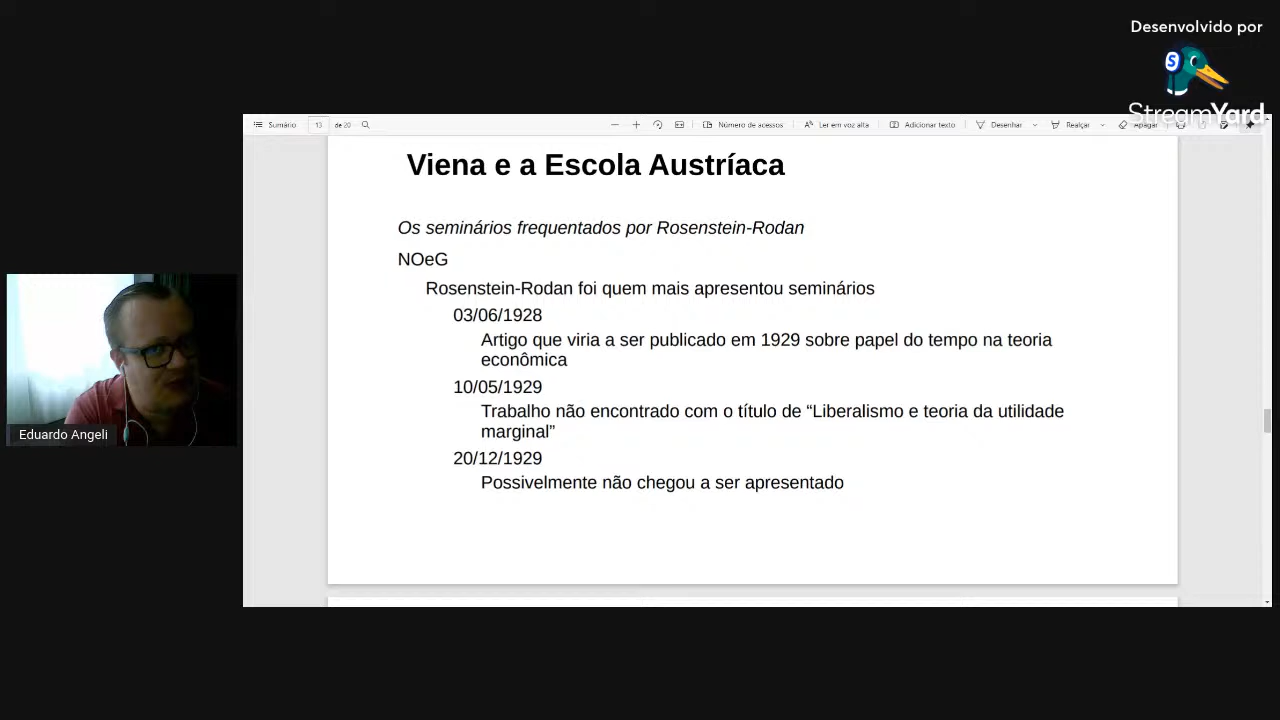 Desenvolvido por
StreamYard
Sumário 13 de 20 Número de acessos Ler em voz alta Adicionar texto Desenhar Realçar Apagar
Viena e a Escola Austríaca
Os seminários frequentados por Rosenstein-Rodan
NOeG
Rosenstein-Rodan foi quem mais apresentou seminários
03/06/1928
Artigo que viria a ser publicado em 1929 sobre papel do tempo na teoria
econômica
10/05/1929
Trabalho não encontrado com o título de “Liberalismo e teoria da utilidade
marginal”
20/12/1929
Possivelmente não chegou a ser apresentado
Eduardo Angeli